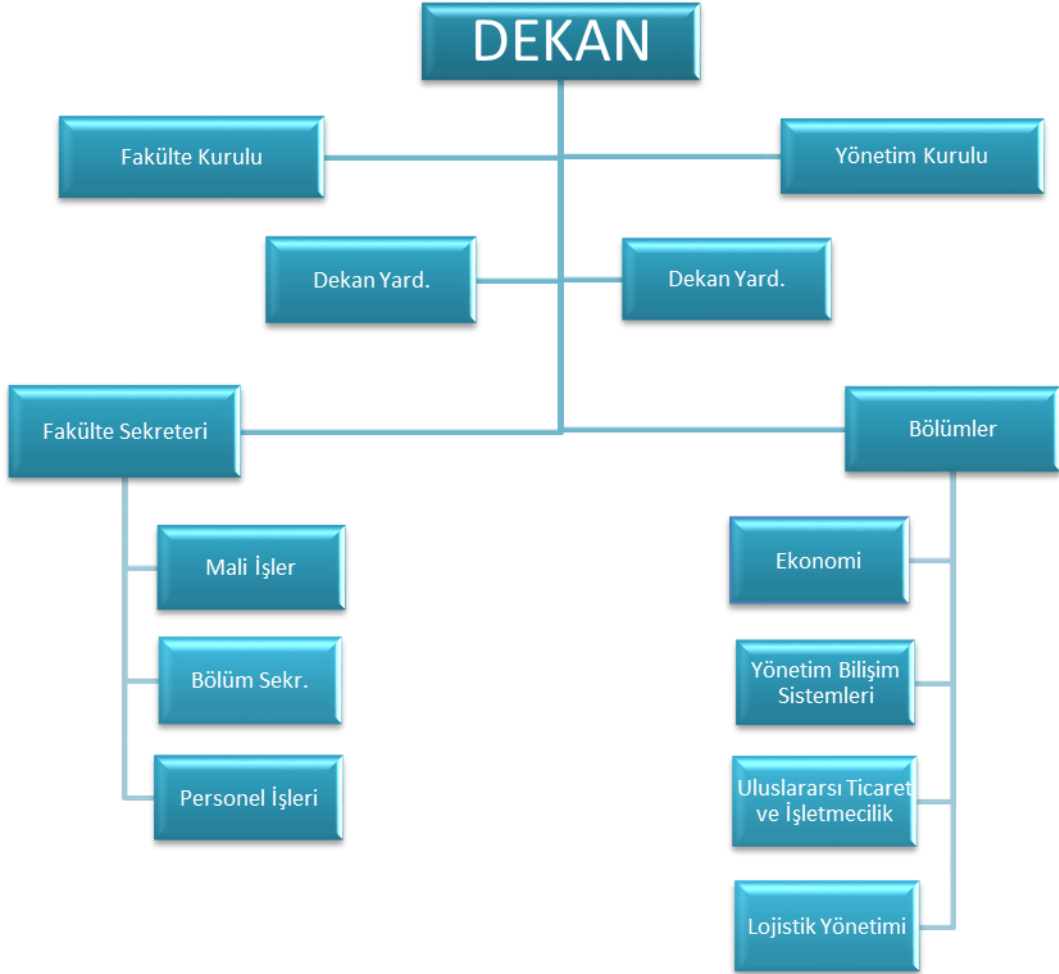 DEKAN
Fakülte Kurulu
Yönetim Kurulu
Dekan Yard.
Dekan Yard.
Fakülte Sekreteri
Bölümler
Mali İşler
Bölüm Sekr.
Personel İşleri
Ekonomi
Yönetim Bilişim
Sistemleri
Uluslararsı Ticaret
ve İşletmecilik
Lojistik Yönetimi